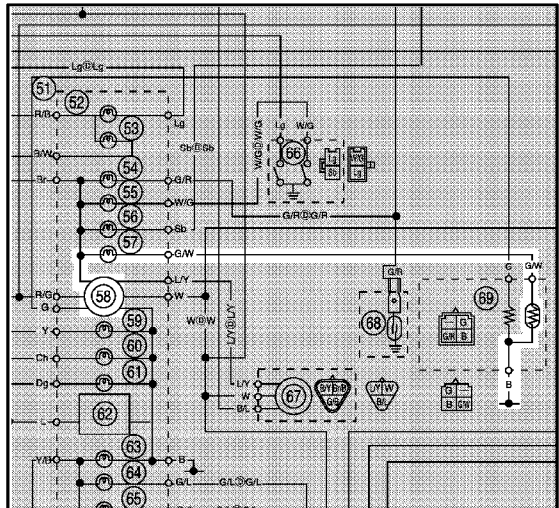 Lg Lg
51
52
R/B
53
Lg
Lg W/G
W/G W/G
66
Lg
Sb
W/G
Lg
B/W
54
Sb Sb
Br
G/R
55
W/G
56
Sb
G/R G/R
57
G/W
58
L/Y
W
R/G
G
W W
L/Y L/Y
G/R
68
G G/W
69
G
G/W B
B
Y
59
Ch
60
Dg
61
L
62
L/Y
W
B/L
67
L/Y W
B/L
G
B G/W
63
Y/B
B
64
G/L
G/L G/L
65